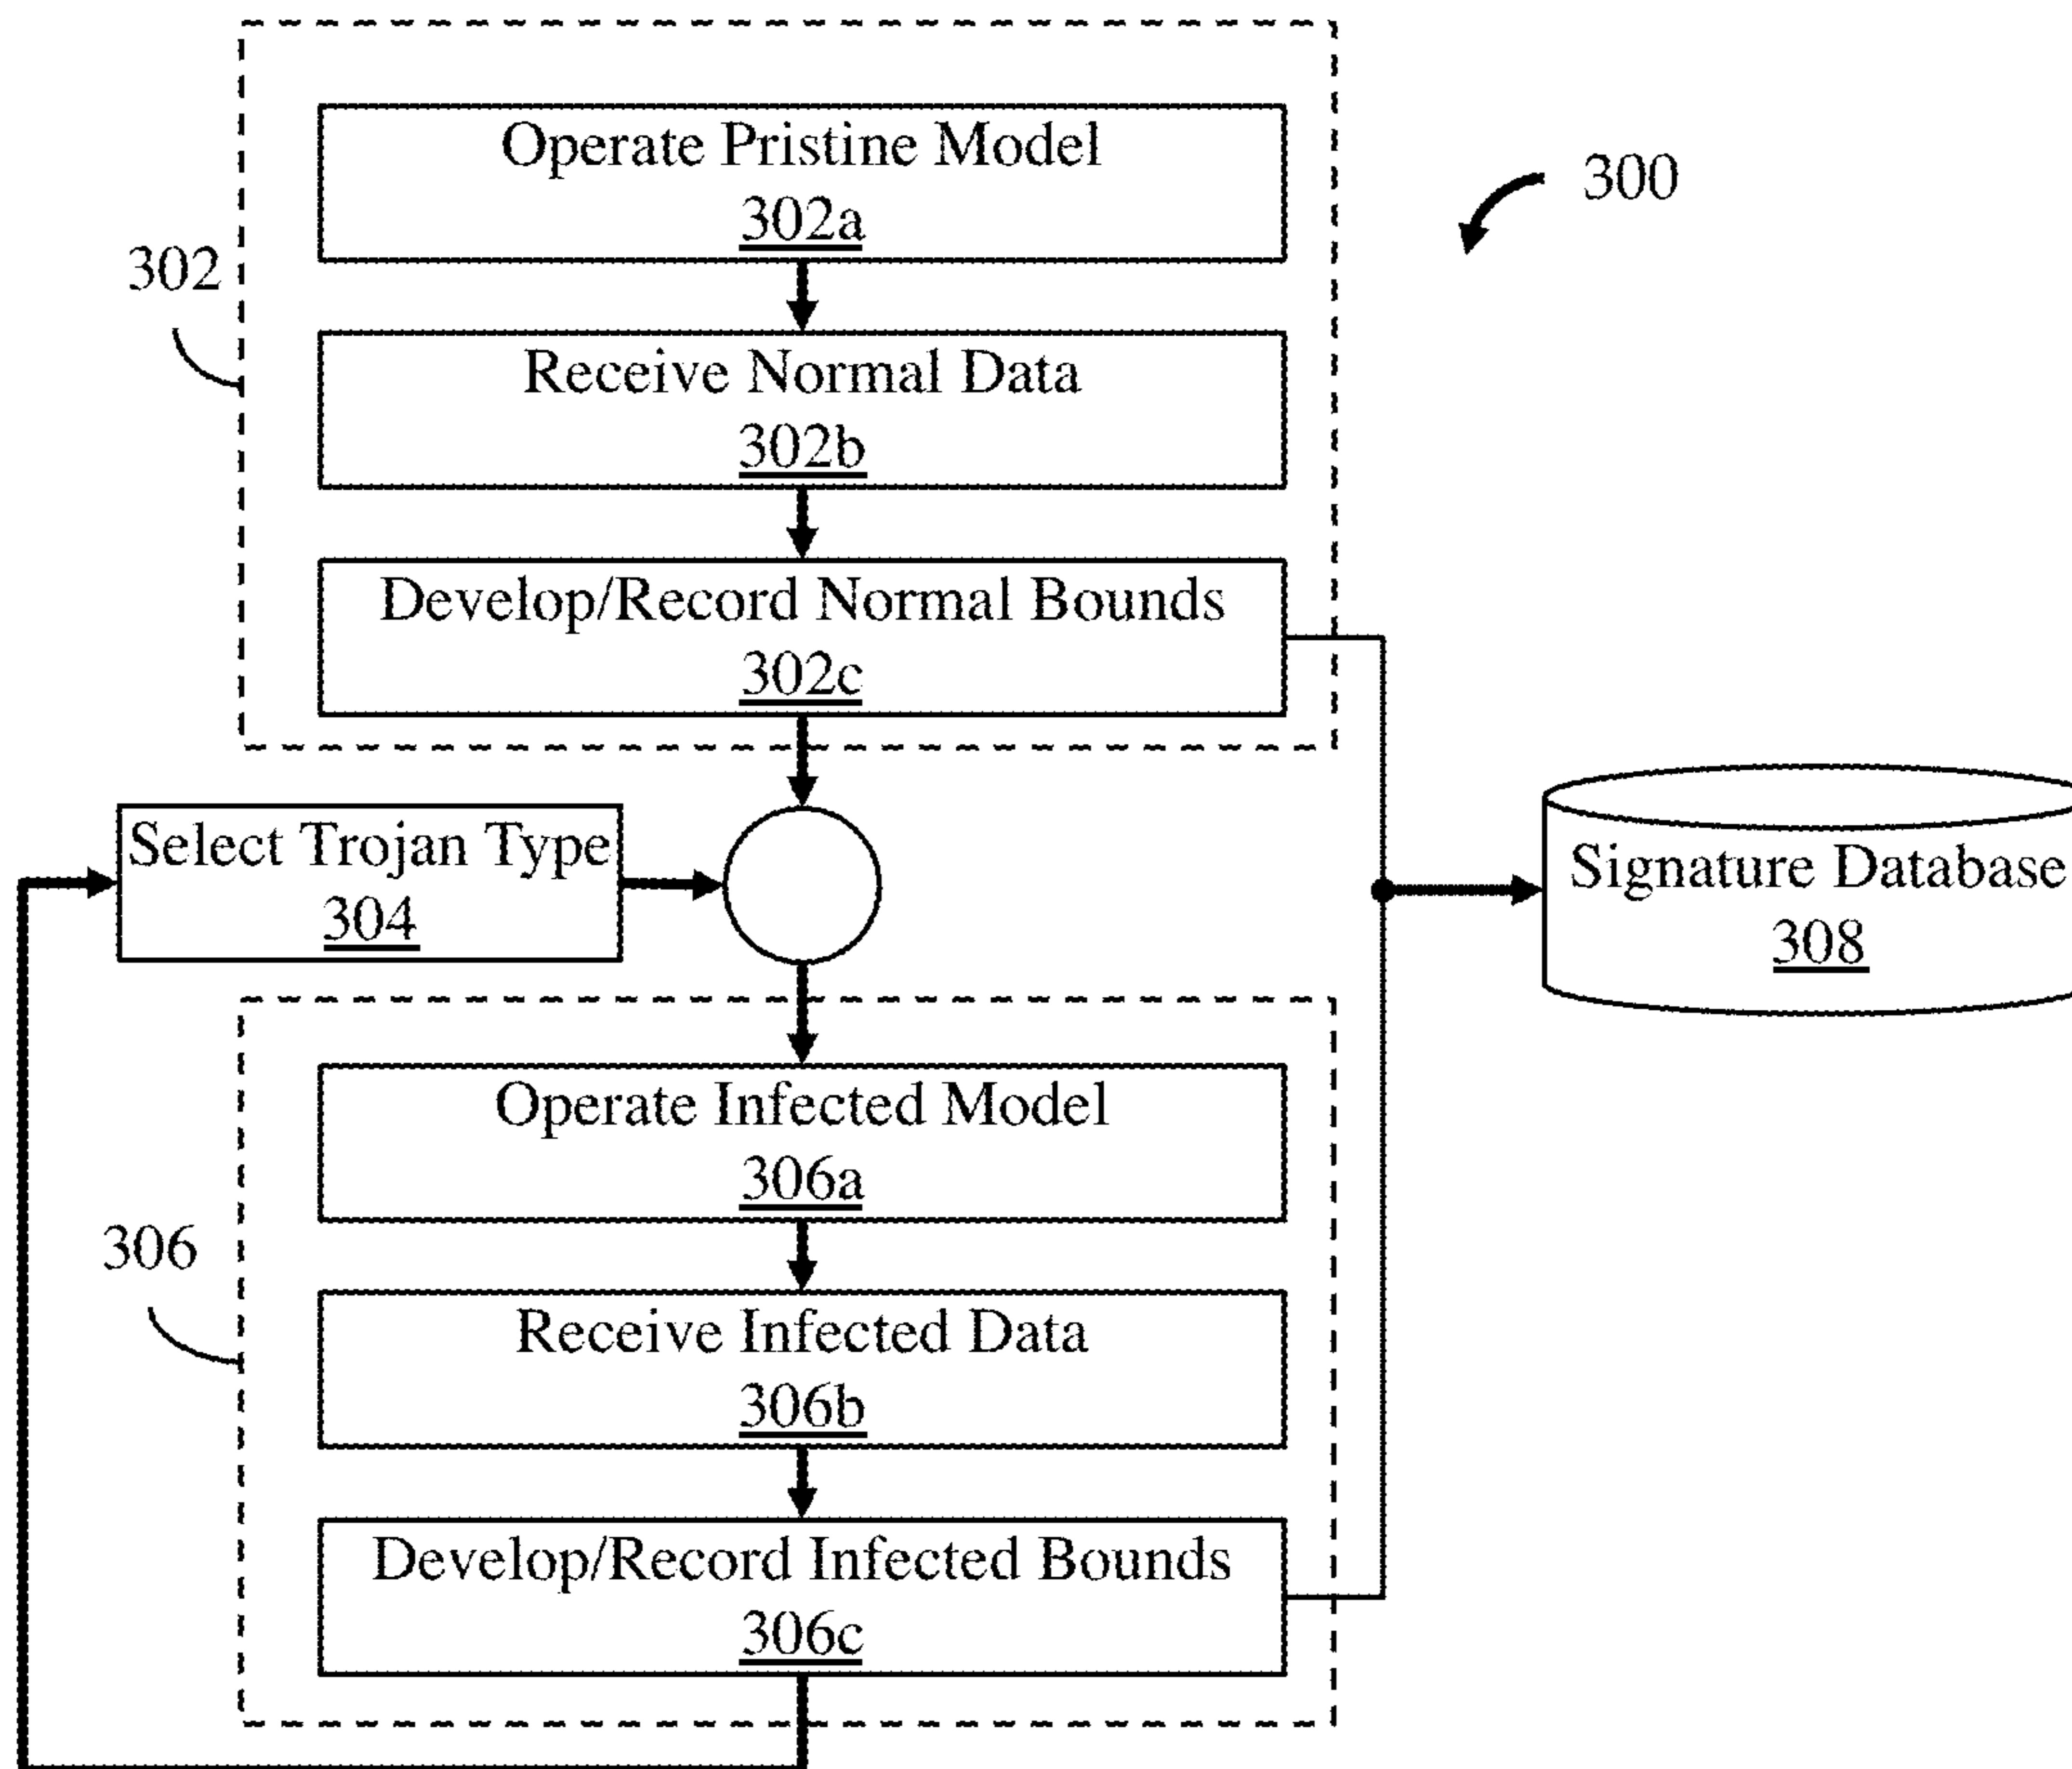 Operate Pristine Model
302a
300
302
Receive Normal Data
302b
Develop/Record Normal Bounds
302c
Select Trojan Type
304
Signature Database
308
Operate Infected Model
306a
306
Receive Infected Data
306b
Develop/Record Infected Bounds
306c